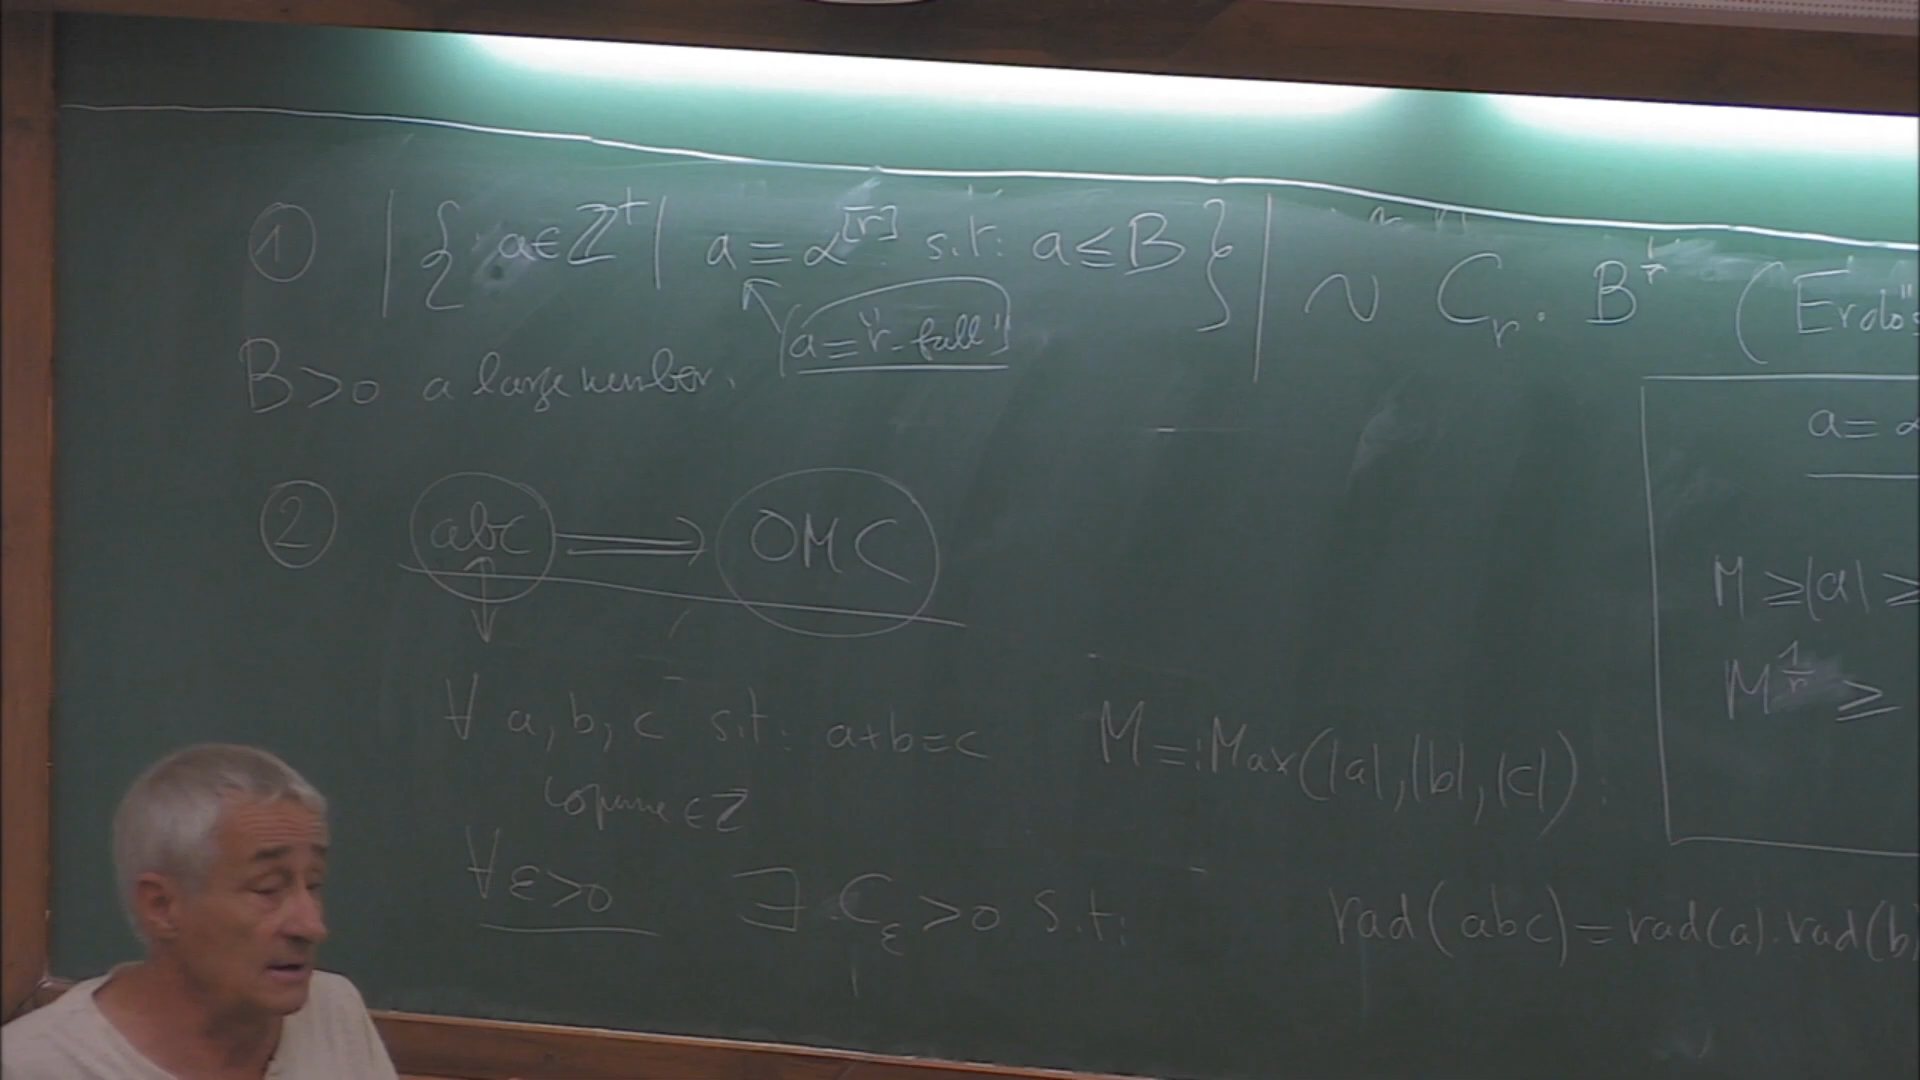 ① |{a∈ℤ⁺| a=α^[r] s.t: a≤B}| ~ C_r . B^(1/r) (Erdős
(a="r-full")
B>0 a large number.
a= α
② abc ⟹ OMC
M ≥|a| ≥
M^(1/r) ≥
∀ a,b,c s.t: a+b=c M=:Max(|a|,|b|,|c|)
coprime ∈ℤ
∀ε>0 ∃ C_ε>0 s.t:
rad(abc)=rad(a).rad(b)